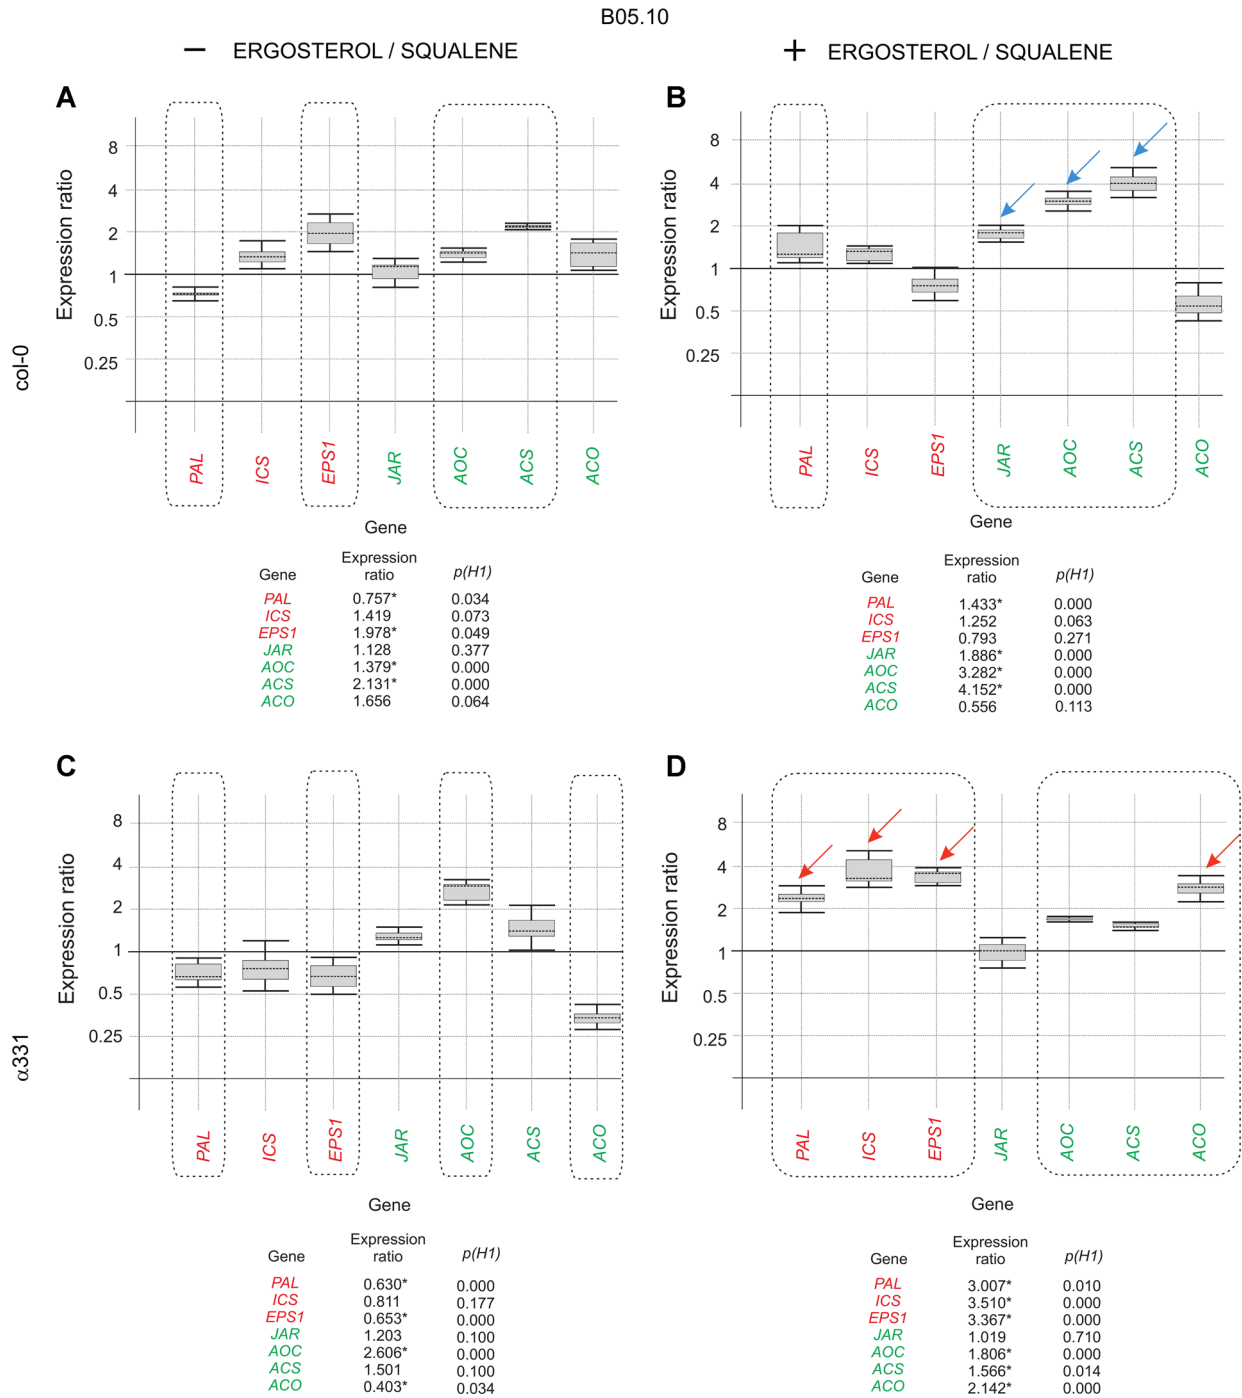 B05.10
− ERGOSTEROL / SQUALENE
+ ERGOSTEROL / SQUALENE
col-0
A
Expression ratio
8
4
2
1
0.5
0.25
PAL
ICS
EPS1
JAR
AOC
ACS
ACO
Gene
Gene Expression ratio p(H1)
PAL 0.757* 0.034
ICS 1.419 0.073
EPS1 1.978* 0.049
JAR 1.128 0.377
AOC 1.379* 0.000
ACS 2.131* 0.000
ACO 1.656 0.064
B
Expression ratio
8
4
2
1
0.5
0.25
PAL
ICS
EPS1
JAR
AOC
ACS
ACO
Gene
Gene Expression ratio p(H1)
PAL 1.433* 0.000
ICS 1.252 0.063
EPS1 0.793 0.271
JAR 1.886* 0.000
AOC 3.282* 0.000
ACS 4.152* 0.000
ACO 0.556 0.113
α331
C
Expression ratio
8
4
2
1
0.5
0.25
PAL
ICS
EPS1
JAR
AOC
ACS
ACO
Gene
Gene Expression ratio p(H1)
PAL 0.630* 0.000
ICS 0.811 0.177
EPS1 0.653* 0.000
JAR 1.203 0.100
AOC 2.606* 0.000
ACS 1.501 0.100
ACO 0.403* 0.034
D
Expression ratio
8
4
2
1
0.5
0.25
PAL
ICS
EPS1
JAR
AOC
ACS
ACO
Gene
Gene Expression ratio p(H1)
PAL 3.007* 0.010
ICS 3.510* 0.000
EPS1 3.367* 0.000
JAR 1.019 0.710
AOC 1.806* 0.000
ACS 1.566* 0.014
ACO 2.142* 0.000